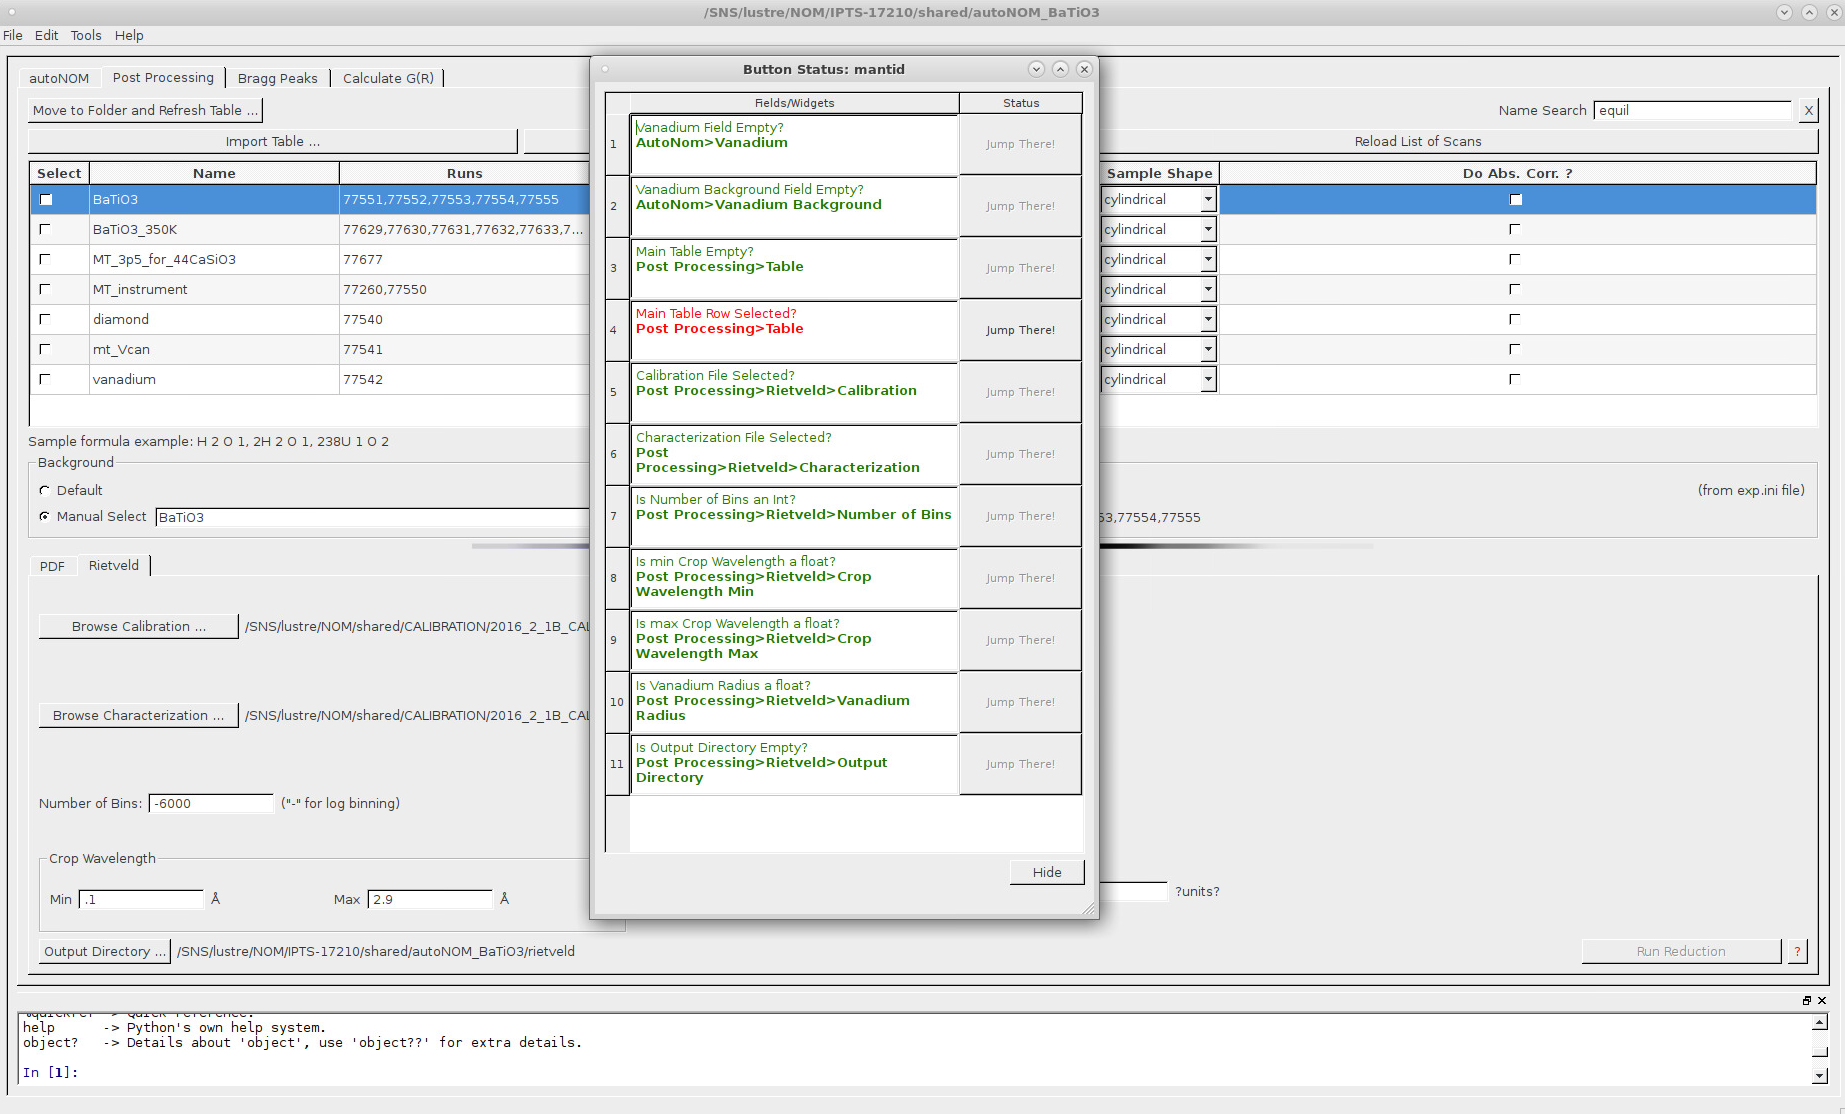 /SNS/lustre/NOM/IPTS-17210/shared/autoNOM_BaTiO3
File Edit Tools Help
autoNOM Post Processing Bragg Peaks Calculate G(R)
Move to Folder and Refresh Table ...
Name Search equil X
Import Table ...
Reload List of Scans
Select Name Runs Sample Shape Do Abs. Corr. ?
BaTiO3 77551,77552,77553,77554,77555 cylindrical
BaTiO3_350K 77629,77630,77631,77632,77633,7... cylindrical
MT_3p5_for_44CaSiO3 77677 cylindrical
MT_instrument 77260,77550 cylindrical
diamond 77540 cylindrical
mt_Vcan 77541 cylindrical
vanadium 77542 cylindrical
Sample formula example: H 2 O 1, 2H 2 O 1, 238U 1 O 2
Background
Default
(from exp.ini file)
Manual Select BaTiO3
53,77554,77555
PDF Rietveld
Browse Calibration ... /SNS/lustre/NOM/shared/CALIBRATION/2016_2_1B_CAL
Browse Characterization ... /SNS/lustre/NOM/shared/CALIBRATION/2016_2_1B_CAL
Number of Bins: -6000 ("-" for log binning)
Crop Wavelength
Min .1 Å Max 2.9 Å
?units?
Output Directory ... /SNS/lustre/NOM/IPTS-17210/shared/autoNOM_BaTiO3/rietveld
Run Reduction ?
Button Status: mantid
Fields/Widgets Status
1 Vanadium Field Empty?
AutoNom>Vanadium
Jump There!
2 Vanadium Background Field Empty?
AutoNom>Vanadium Background
Jump There!
3 Main Table Empty?
Post Processing>Table
Jump There!
4 Main Table Row Selected?
Post Processing>Table
Jump There!
5 Calibration File Selected?
Post Processing>Rietveld>Calibration
Jump There!
6 Characterization File Selected?
Post
Processing>Rietveld>Characterization
Jump There!
7 Is Number of Bins an Int?
Post Processing>Rietveld>Number of Bins
Jump There!
8 Is min Crop Wavelength a float?
Post Processing>Rietveld>Crop
Wavelength Min
Jump There!
9 Is max Crop Wavelength a float?
Post Processing>Rietveld>Crop
Wavelength Max
Jump There!
10 Is Vanadium Radius a float?
Post Processing>Rietveld>Vanadium
Radius
Jump There!
11 Is Output Directory Empty?
Post Processing>Rietveld>Output
Directory
Jump There!
Hide
%quickref -> Quick reference.
help -> Python's own help system.
object? -> Details about 'object', use 'object??' for extra details.
In [1]: